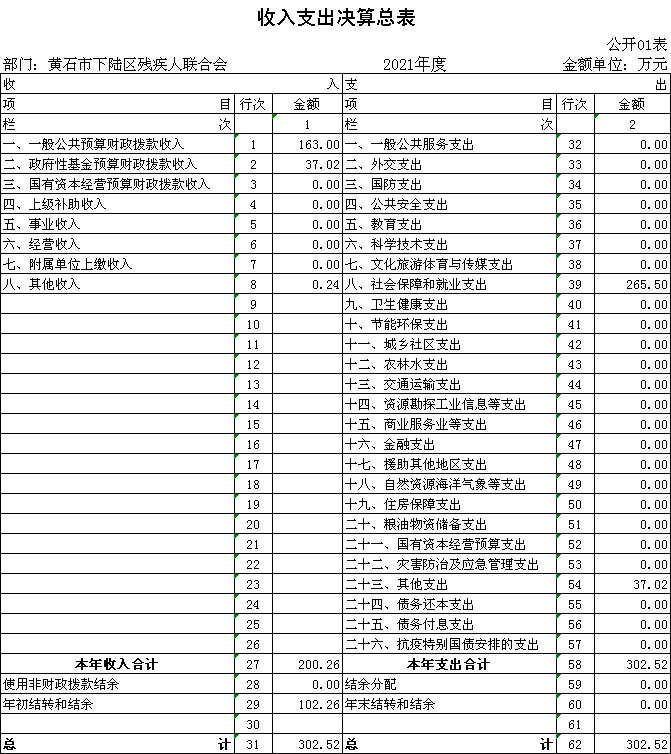 收入支出决算总表
公开01表
部门：黄石市下陆区残疾人联合会 2021年度 金额单位：万元
收 入 支 出
项 目 行次 金额 项 目 行次 金额
栏 次 1 栏 次 2
一、一般公共预算财政拨款收入 1 163.00 一、一般公共服务支出 32 0.00
二、政府性基金预算财政拨款收入 2 37.02 二、外交支出 33 0.00
三、国有资本经营预算财政拨款收入 3 0.00 三、国防支出 34 0.00
四、上级补助收入 4 0.00 四、公共安全支出 35 0.00
五、事业收入 5 0.00 五、教育支出 36 0.00
六、经营收入 6 0.00 六、科学技术支出 37 0.00
七、附属单位上缴收入 7 0.00 七、文化旅游体育与传媒支出 38 0.00
八、其他收入 8 0.24 八、社会保障和就业支出 39 265.50
9 九、卫生健康支出 40 0.00
10 十、节能环保支出 41 0.00
11 十一、城乡社区支出 42 0.00
12 十二、农林水支出 43 0.00
13 十三、交通运输支出 44 0.00
14 十四、资源勘探工业信息等支出 45 0.00
15 十五、商业服务业等支出 46 0.00
16 十六、金融支出 47 0.00
17 十七、援助其他地区支出 48 0.00
18 十八、自然资源海洋气象等支出 49 0.00
19 十九、住房保障支出 50 0.00
20 二十、粮油物资储备支出 51 0.00
21 二十一、国有资本经营预算支出 52 0.00
22 二十二、灾害防治及应急管理支出 53 0.00
23 二十三、其他支出 54 37.02
24 二十四、债务还本支出 55 0.00
25 二十五、债务付息支出 56 0.00
26 二十六、抗疫特别国债安排的支出 57 0.00
本年收入合计 27 200.26 本年支出合计 58 302.52
使用非财政拨款结余 28 0.00 结余分配 59 0.00
年初结转和结余 29 102.26 年末结转和结余 60 0.00
30 61
总 计 31 302.52 总 计 62 302.52